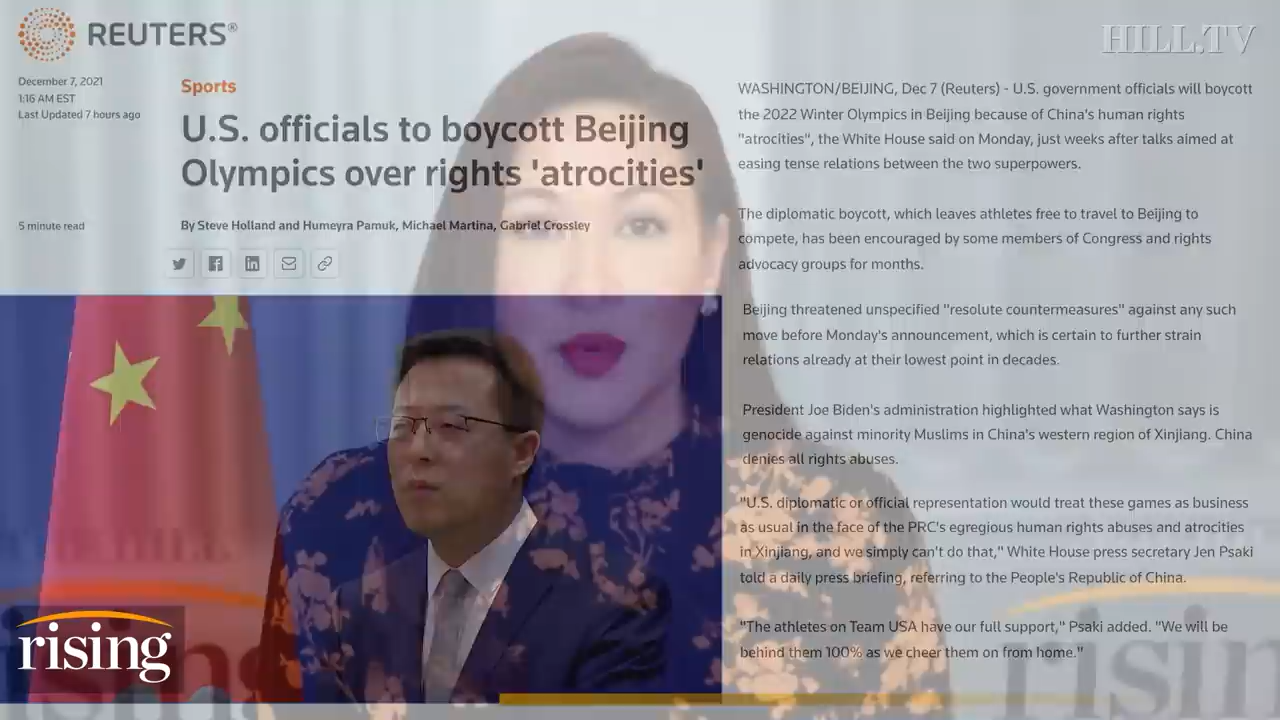 REUTERS®
HILL.TV
December 7, 2021
1:16 AM EST
Last Updated 7 hours ago
Sports
U.S. officials to boycott Beijing
Olympics over rights 'atrocities'
5 minute read
By Steve Holland and Humeyra Pamuk, Michael Martina, Gabriel Crossley
WASHINGTON/BEIJING, Dec 7 (Reuters) - U.S. government officials will boycott
the 2022 Winter Olympics in Beijing because of China's human rights
"atrocities", the White House said on Monday, just weeks after talks aimed at
easing tense relations between the two superpowers.
The diplomatic boycott, which leaves athletes free to travel to Beijing to
compete, has been encouraged by some members of Congress and rights
advocacy groups for months.
Beijing threatened unspecified "resolute countermeasures" against any such
move before Monday's announcement, which is certain to further strain
relations already at their lowest point in decades.
President Joe Biden's administration highlighted what Washington says is
genocide against minority Muslims in China's western region of Xinjiang. China
denies all rights abuses.
"U.S. diplomatic or official representation would treat these games as business
as usual in the face of the PRC's egregious human rights abuses and atrocities
in Xinjiang, and we simply can't do that," White House press secretary Jen Psaki
told a daily press briefing, referring to the People's Republic of China.
"The athletes on Team USA have our full support," Psaki added. "We will be
behind them 100% as we cheer them on from home."
rising